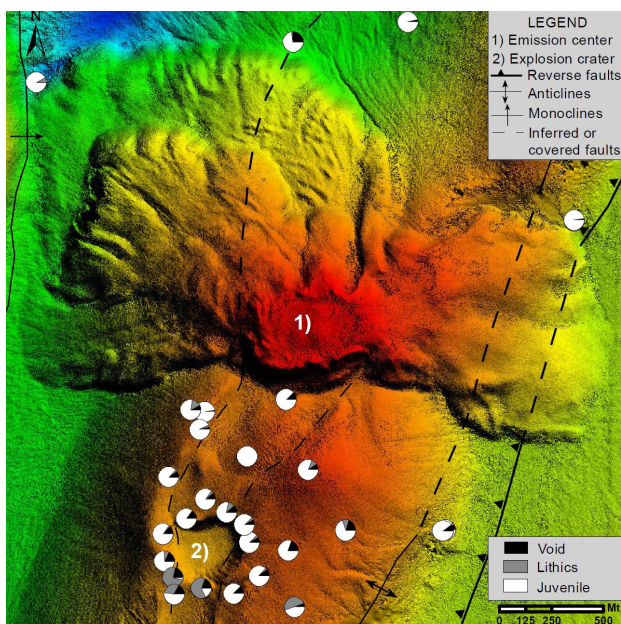 N
LEGEND
1) Emission center
2) Explosion crater
Reverse faults
Anticlines
Monoclines
Inferred or
covered faults
1)
2)
Void
Lithics
Juvenile
Mt
0 125 250 500